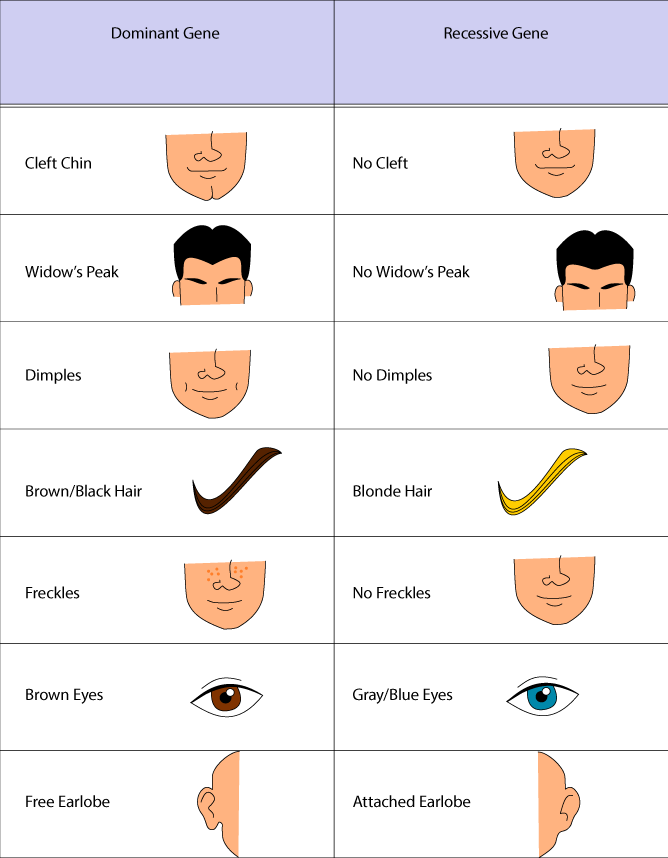 Dominant Gene
Recessive Gene
Cleft Chin
No Cleft
Widow’s Peak
No Widow’s Peak
Dimples
No Dimples
Brown/Black Hair
Blonde Hair
Freckles
No Freckles
Brown Eyes
Gray/Blue Eyes
Free Earlobe
Attached Earlobe